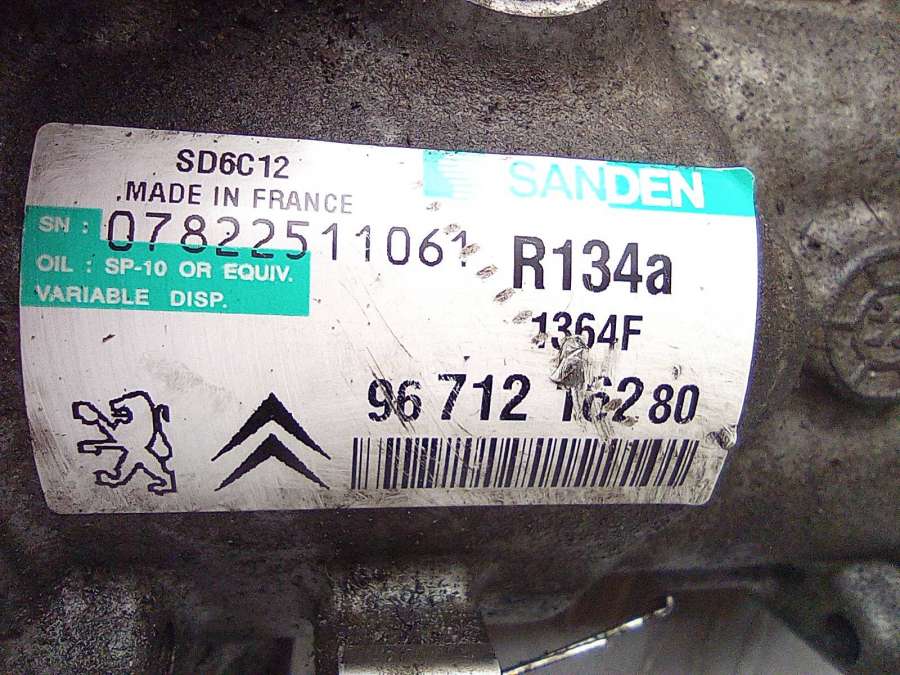 SD6C12
SANDEN
.MADE IN FRANCE
SN : 07822511061
R134a
OIL : SP-10 OR EQUIV.
VARIABLE DISP.
1364F
96 712 162 80